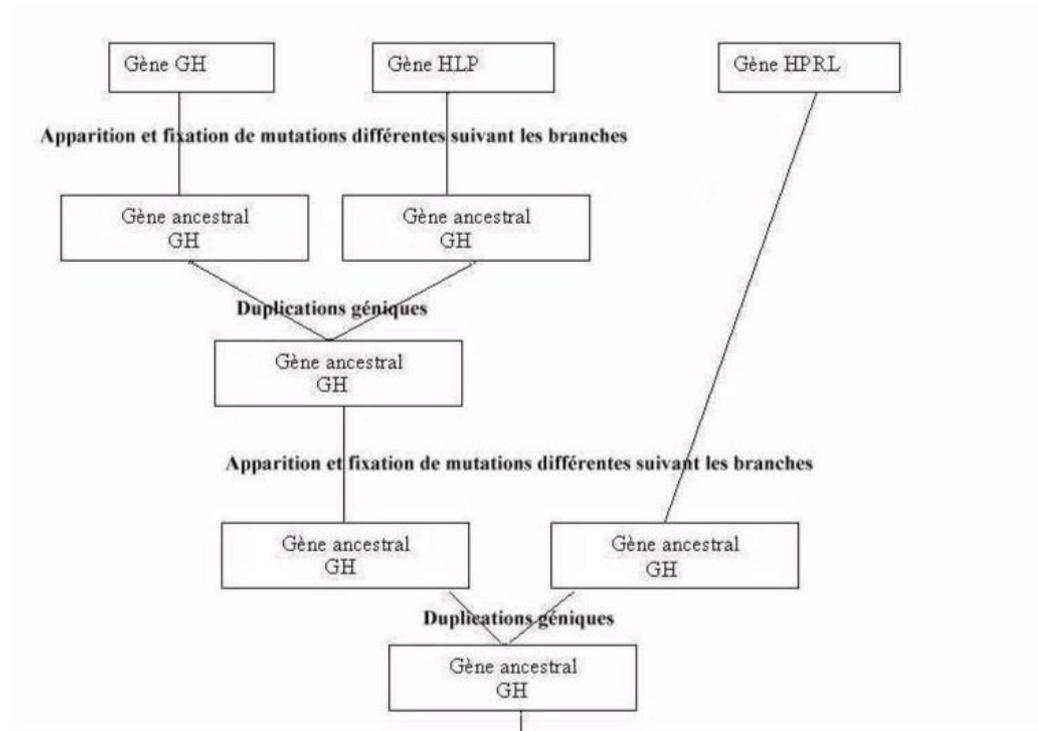 Gène GH
Gène HLP
Gène HPRL
Apparition et fixation de mutations différentes suivant les branches
Gène ancestral
GH
Gène ancestral
GH
Duplications géniques
Gène ancestral
GH
Apparition et fixation de mutations différentes suivant les branches
Gène ancestral
GH
Gène ancestral
GH
Duplications géniques
Gène ancestral
GH